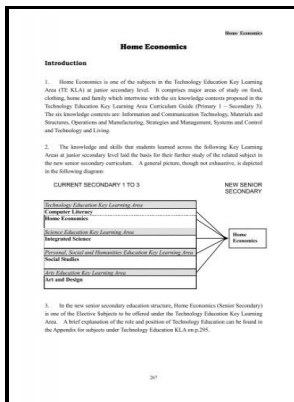 Home Economics
Home Economics
Introduction
1. Home Economics is one of the subjects in the Technology Education Key Learning
Area (TE KLA) at junior secondary level. It comprises major areas of study on food,
clothing, home and family which intertwine with the six knowledge contexts proposed in the
Technology Education Key Learning Area Curriculum Guide (Primary 1 – Secondary 3).
The six knowledge contexts are: Information and Communication Technology, Materials and
Structures, Operations and Manufacturing, Strategies and Management, Systems and Control
and Technology and Living.
2. The knowledge and skills that students learned across the following Key Learning
Areas at junior secondary level laid the basis for their further study of the related subject in
the new senior secondary curriculum. A general picture, though not exhaustive, is depicted
in the following diagram:
CURRENT SECONDARY 1 TO 3
NEW SENIOR
SECONDARY
Technology Education Key Learning Area
Computer Literacy
Home Economics
Science Education Key Learning Area
Integrated Science
Personal, Social and Humanities Education Key Learning Area
Social Studies
Arts Education Key Learning Area
Art and Design
Home
Economics
3. In the new senior secondary education structure, Home Economics (Senior Secondary)
is one of the Elective Subjects to be offered under the Technology Education Key Learning
Area. A brief explanation of the role and position of Technology Education can be found in
the Appendix for subjects under Technology Education KLA on p.295.
267